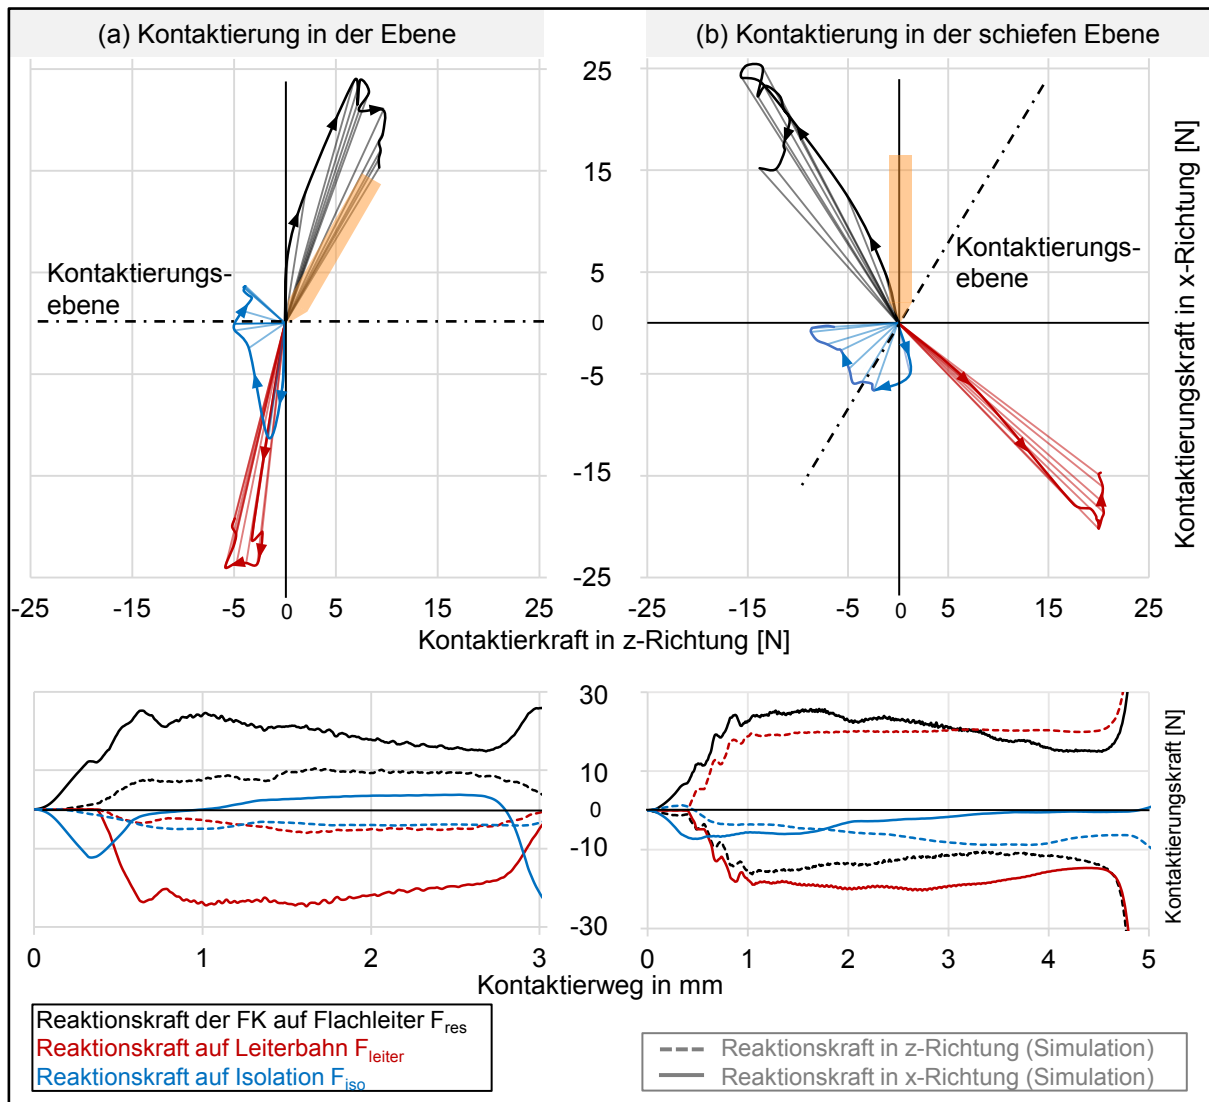 (a) Kontaktierung in der Ebene
(b) Kontaktierung in der schiefen Ebene
25
15
5
0
-5
-15
-25
Kontaktierungs-
ebene
Kontaktierungs-
ebene
Kontaktierungskraft in x-Richtung [N]
-25 -15 -5 0 5 15 25
-25 -15 -5 0 5 15 25
Kontaktierkraft in z-Richtung [N]
30
10
0
-10
-30
Kontaktierungskraft [N]
0 1 2 3
0 1 2 3 4 5
Kontaktierweg in mm
Reaktionskraft der FK auf Flachleiter Fres
Reaktionskraft auf Leiterbahn Fleiter
Reaktionskraft auf Isolation Fiso
Reaktionskraft in z-Richtung (Simulation)
Reaktionskraft in x-Richtung (Simulation)